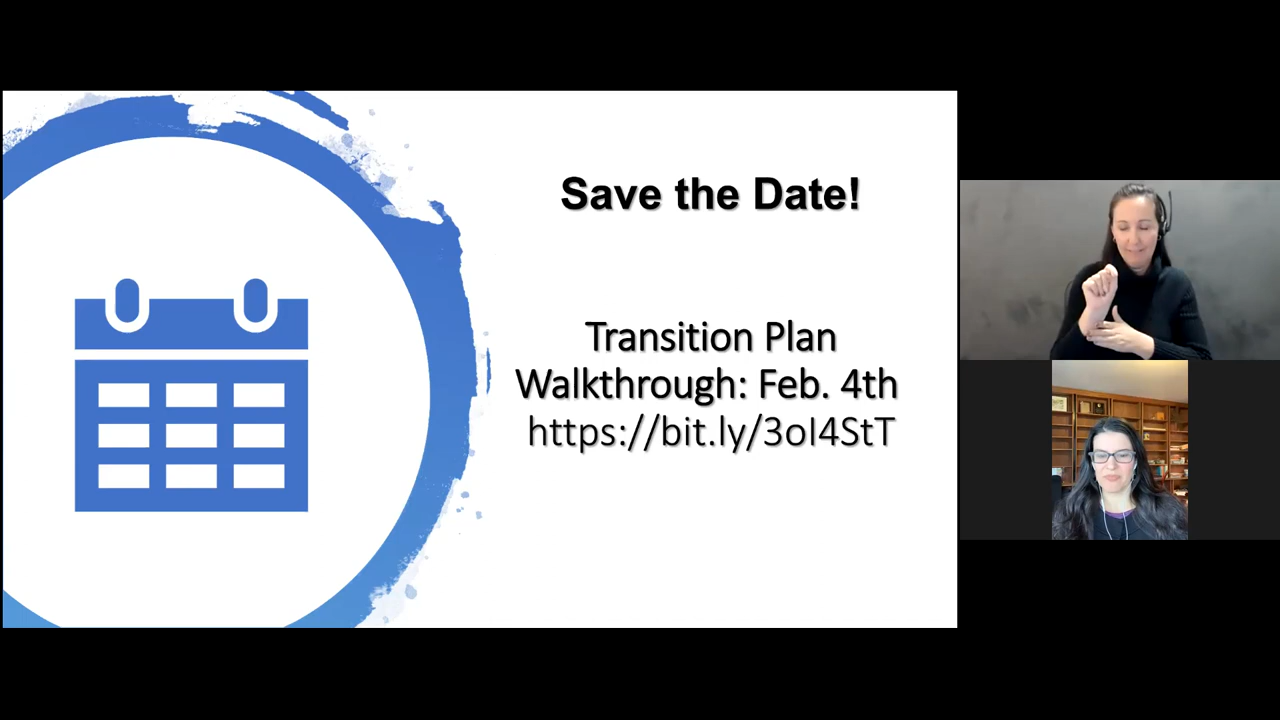 Save the Date!
Transition Plan
Walkthrough: Feb. 4th
https://bit.ly/3oI4StT